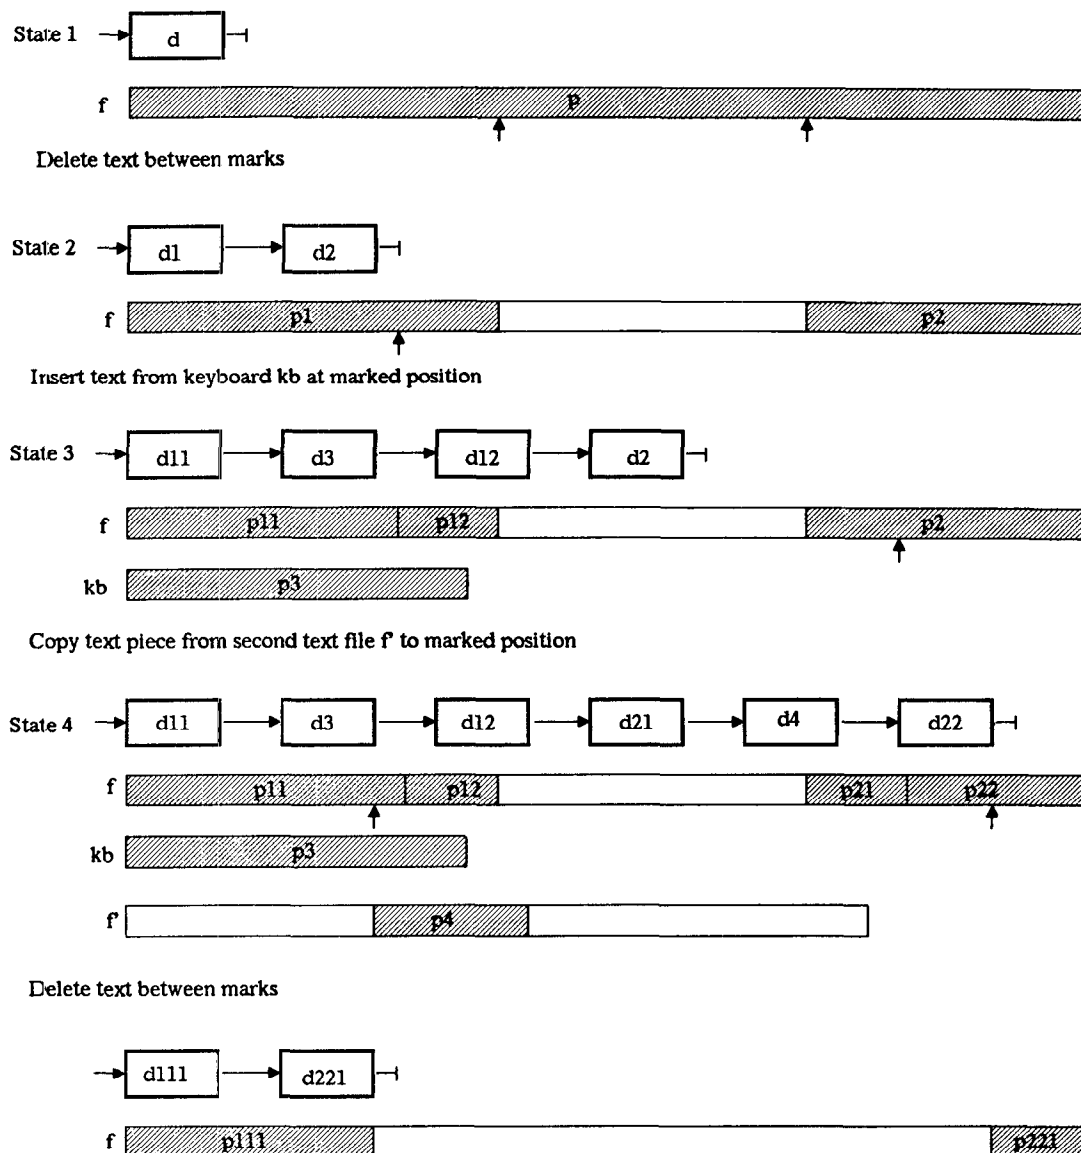 State 1 d
f p
Delete text between marks
State 2 d1 d2
f p1 p2
Insert text from keyboard kb at marked position
State 3 d11 d3 d12 d2
f p11 p12 p2
kb p3
Copy text piece from second text file f' to marked position
State 4 d11 d3 d12 d21 d4 d22
f p11 p12 p21 p22
kb p3
f' p4
Delete text between marks
d111 d221
f p111 p221